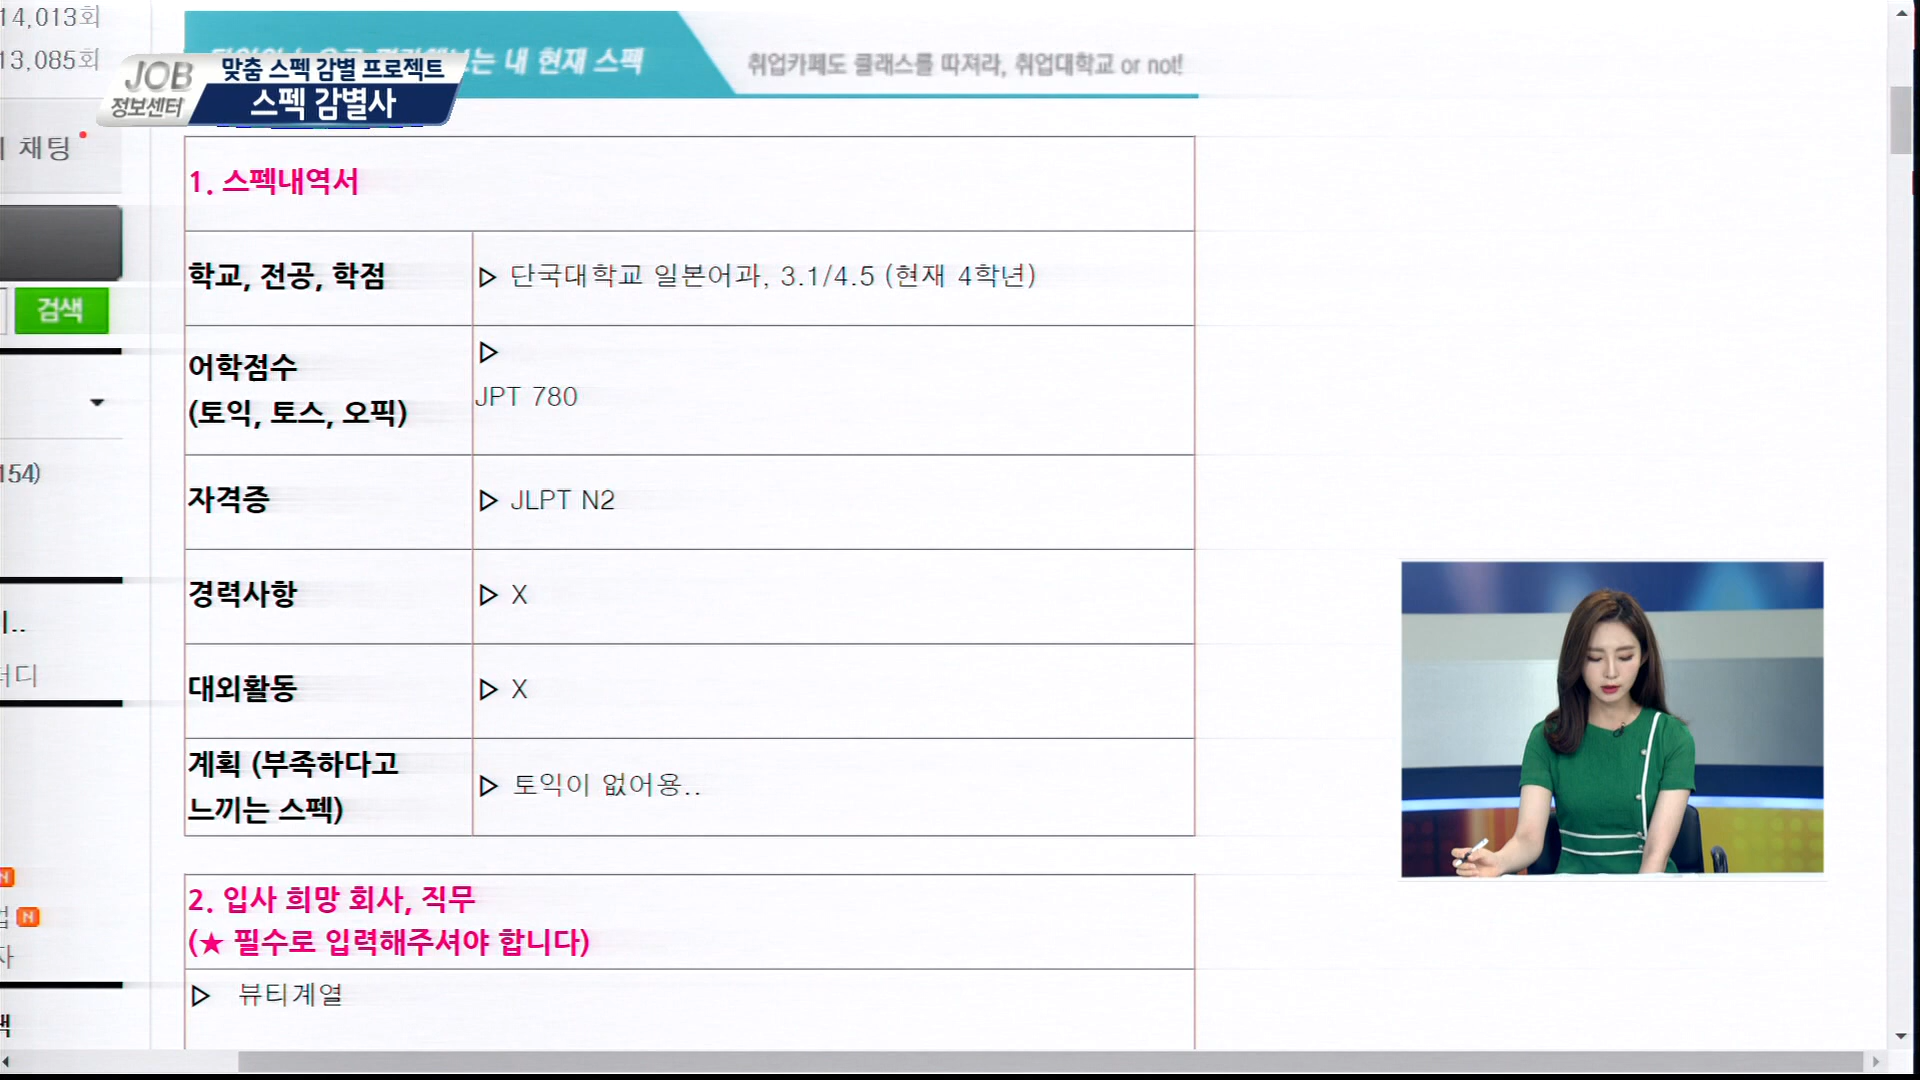 14,013회
13,085회
JOB
정보센터
맞춤 스펙 감별 프로젝트
스펙 감별사
는 내 현재 스펙
취업카페도 클래스를 따져라, 취업대학교 or not!
채팅
검색
154)
1. 스펙내역서
학교, 전공, 학점
▷ 단국대학교 일본어과, 3.1/4.5 (현재 4학년)
어학점수
(토익, 토스, 오픽)
▷
JPT 780
자격증
▷ JLPT N2
경력사항
▷ X
대외활동
▷ X
계획 (부족하다고
느끼는 스펙)
▷ 토익이 없어용..
2. 입사 희망 회사, 직무
(★ 필수로 입력해주셔야 합니다)
▷ 뷰티계열